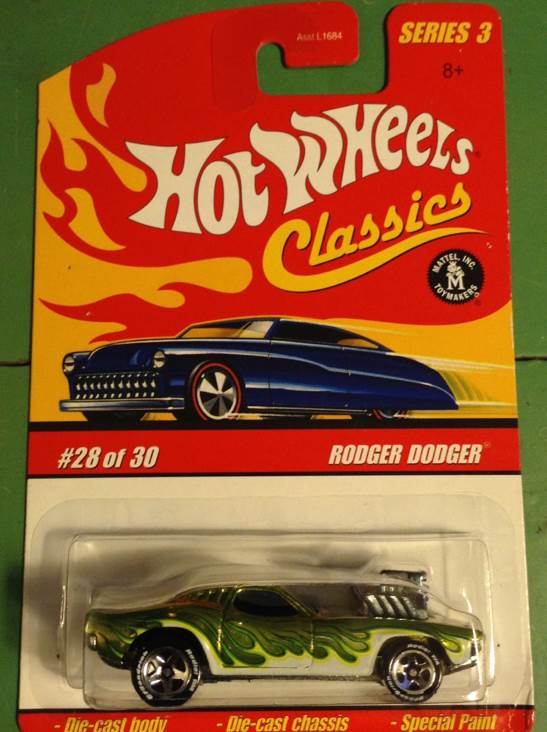 Asst.L1684
SERIES 3
8+
HOT WHEELS
Classics
MATTEL, INC.
M
TOYMAKERS
#28 of 30
RODGER DODGER
- Die-cast body - Die-cast chassis - Special Paint